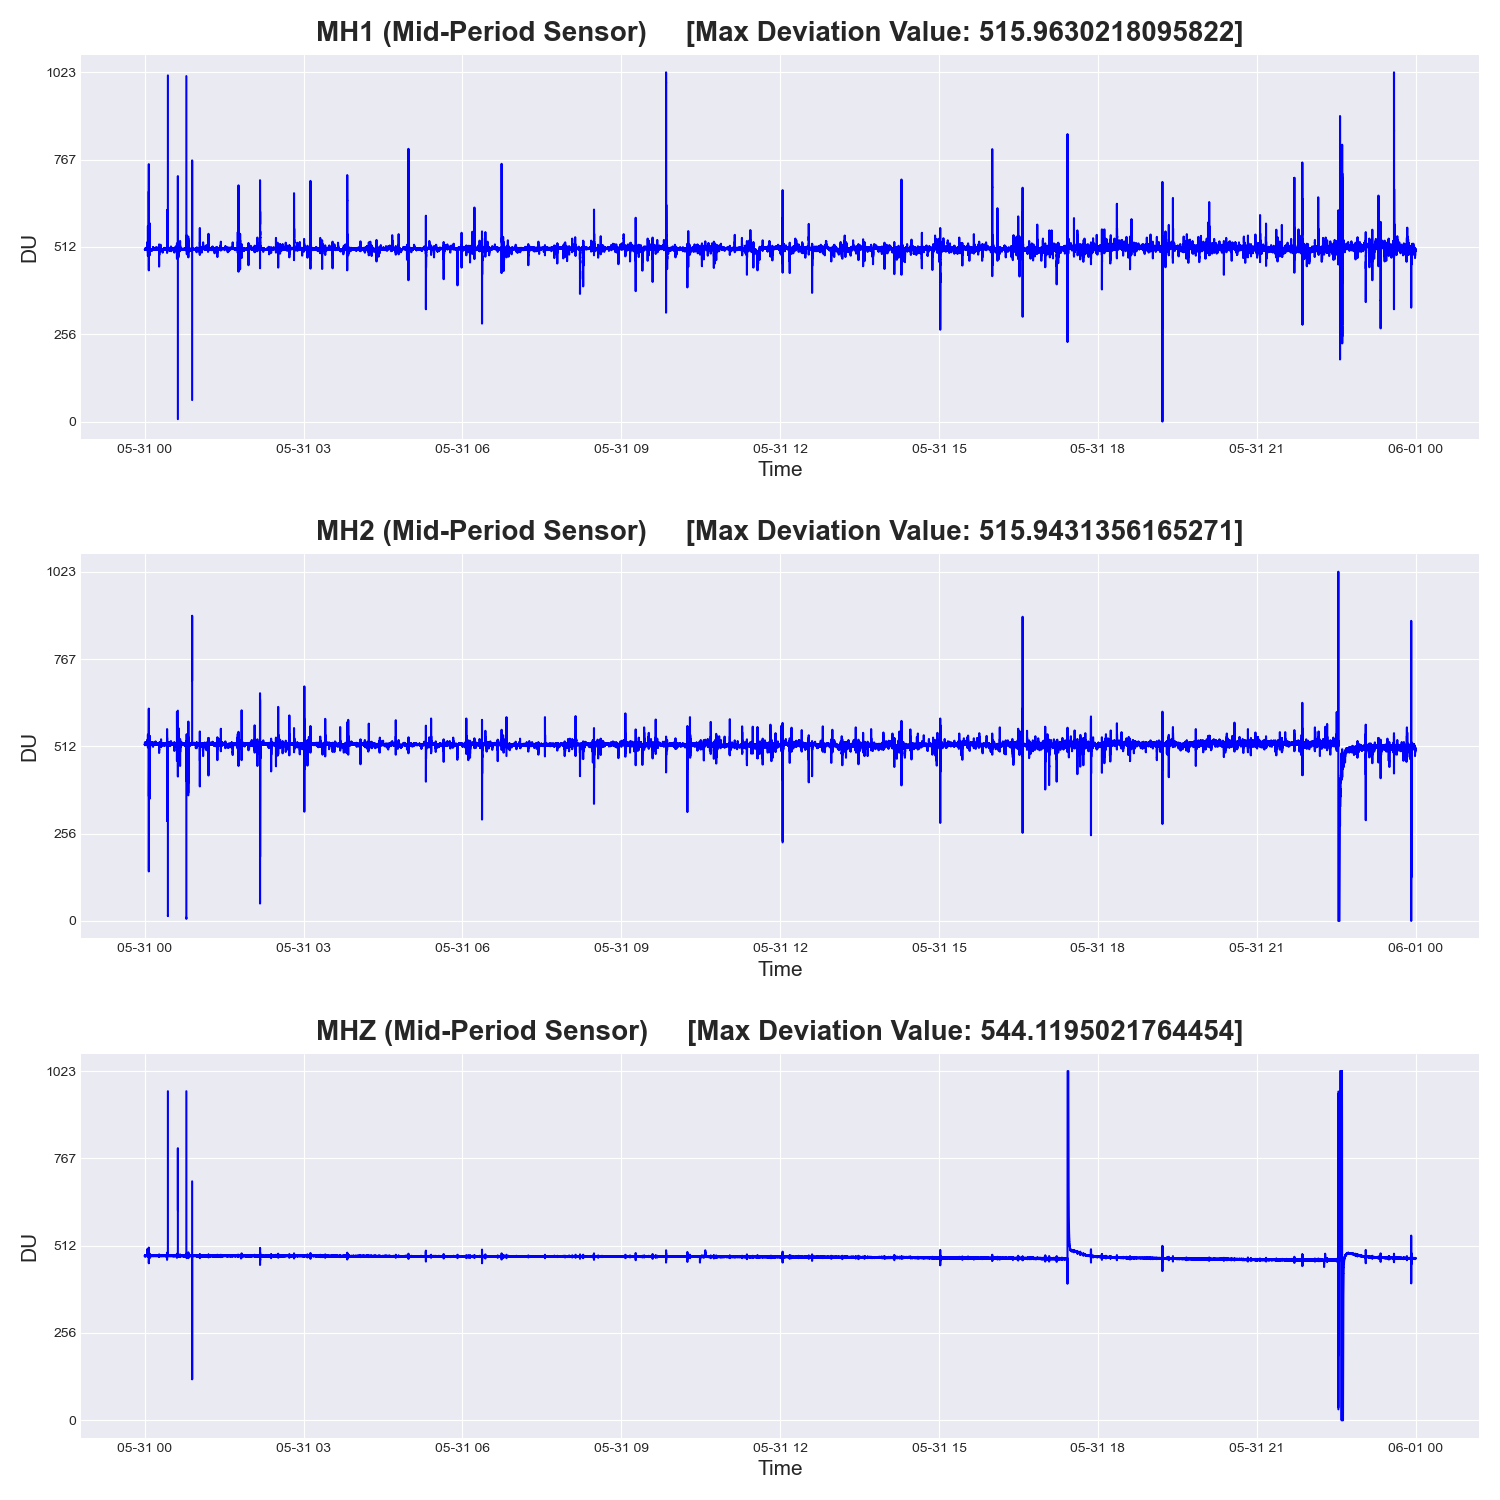 MH1 (Mid-Period Sensor) [Max Deviation Value: 515.9630218095822]
1023
767
512
256
0
DU
05-31 00 05-31 03 05-31 06 05-31 09 05-31 12 05-31 15 05-31 18 05-31 21 06-01 00
Time
MH2 (Mid-Period Sensor) [Max Deviation Value: 515.9431356165271]
1023
767
512
256
0
DU
05-31 00 05-31 03 05-31 06 05-31 09 05-31 12 05-31 15 05-31 18 05-31 21 06-01 00
Time
MHZ (Mid-Period Sensor) [Max Deviation Value: 544.1195021764454]
1023
767
512
256
0
DU
05-31 00 05-31 03 05-31 06 05-31 09 05-31 12 05-31 15 05-31 18 05-31 21 06-01 00
Time